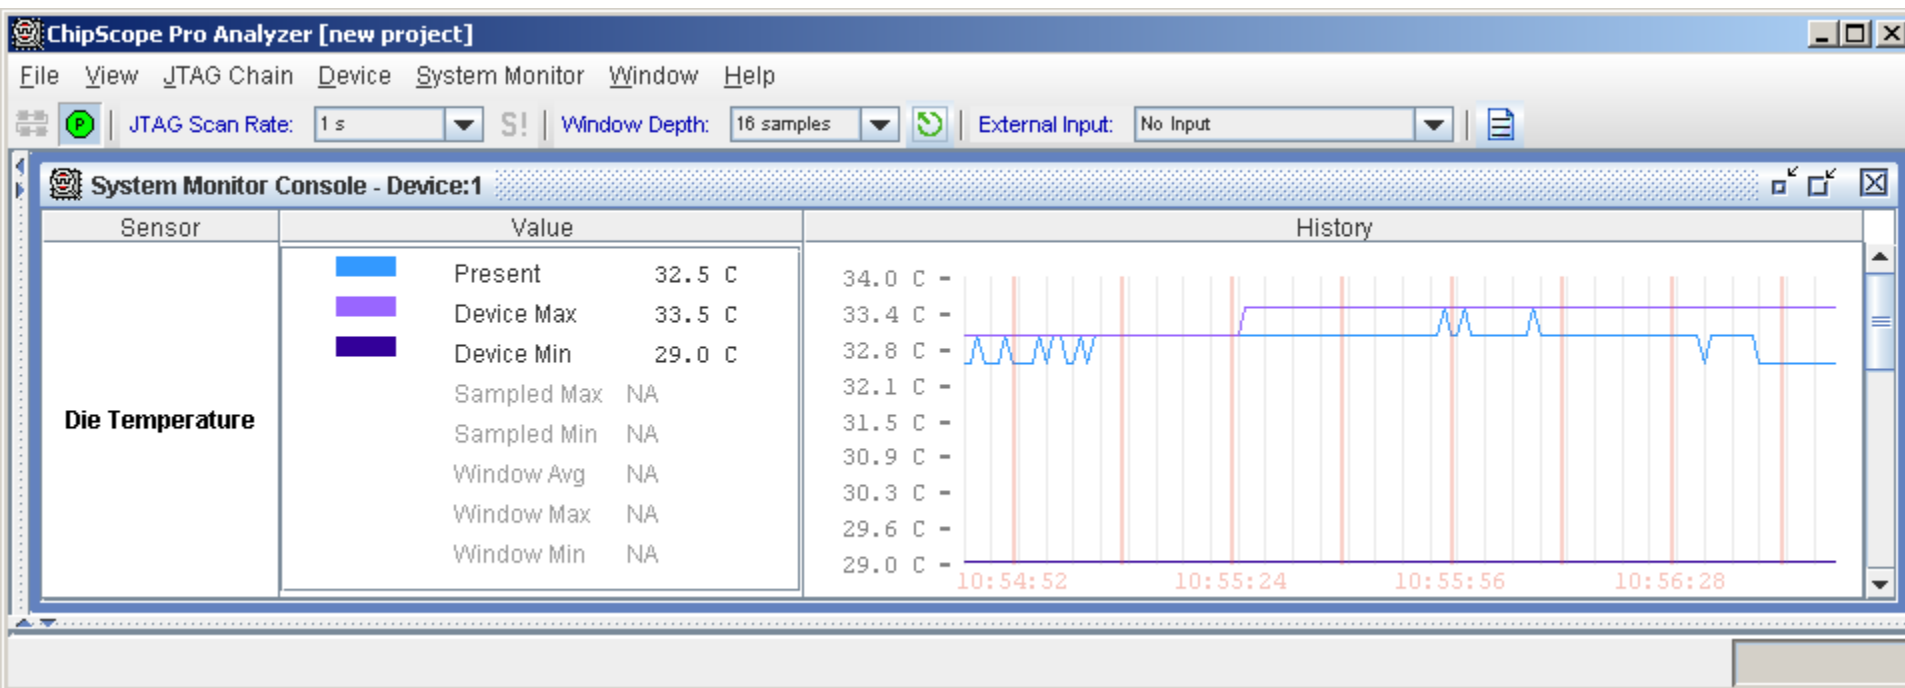 ChipScope Pro Analyzer [new project]
File View JTAG Chain Device System Monitor Window Help
P JTAG Scan Rate: 1 s S! Window Depth: 16 samples External Input: No Input
System Monitor Console - Device:1
Sensor Value History
Die Temperature
Present 32.5 C
Device Max 33.5 C
Device Min 29.0 C
Sampled Max NA
Sampled Min NA
Window Avg NA
Window Max NA
Window Min NA
34.0 C
33.4 C
32.8 C
32.1 C
31.5 C
30.9 C
30.3 C
29.6 C
29.0 C
10:54:52 10:55:24 10:55:56 10:56:28